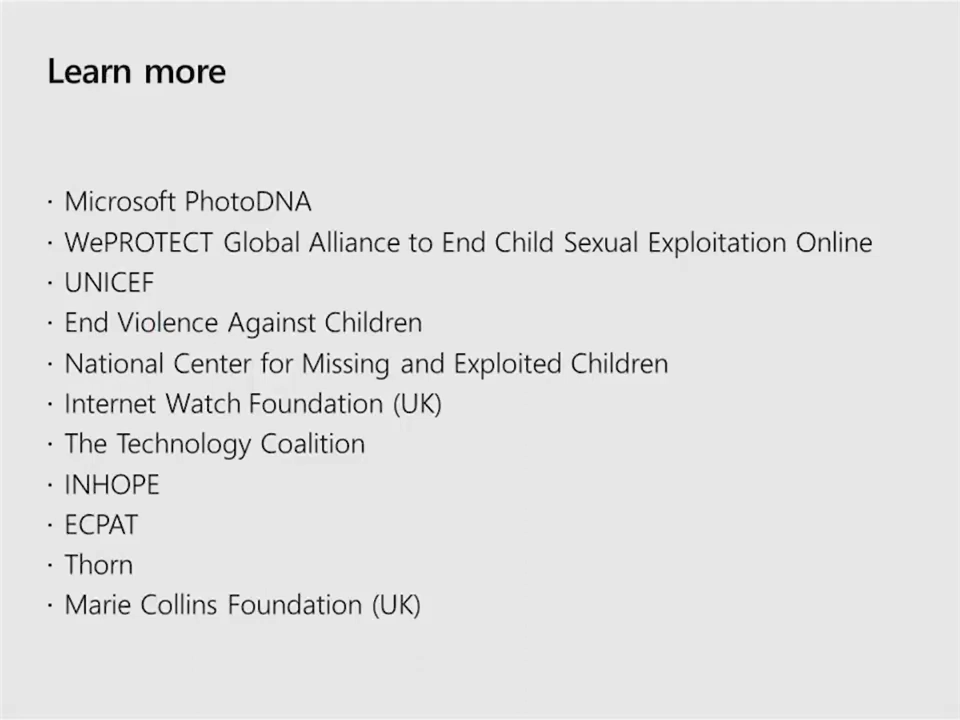 Learn more
· Microsoft PhotoDNA
· WePROTECT Global Alliance to End Child Sexual Exploitation Online
· UNICEF
· End Violence Against Children
· National Center for Missing and Exploited Children
· Internet Watch Foundation (UK)
· The Technology Coalition
· INHOPE
· ECPAT
· Thorn
· Marie Collins Foundation (UK)